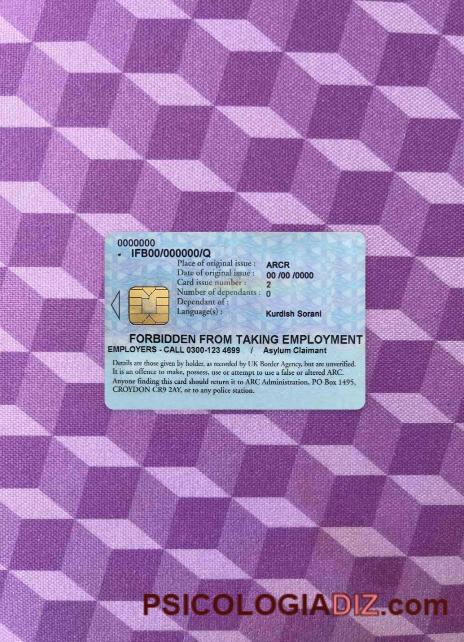 0000000
- IFB00/000000/Q
Place of original issue : ARCR
Date of original issue : 00 /00 /0000
Card issue number : 2
Number of dependants : 0
Dependant of :
Language(s) : Kurdish Sorani
FORBIDDEN FROM TAKING EMPLOYMENT
EMPLOYERS - CALL 0300-123 4699 / Asylum Claimant
Details are those given by holder, as recorded by UK Border Agency, but are unverified.
It is an offence to make, possess, use or attempt to use a false or altered ARC.
Anyone finding this card should return it to ARC Administration, PO Box 1495,
CROYDON CR9 2AY, or to any police station.
PSICOLOGIADIZ.com